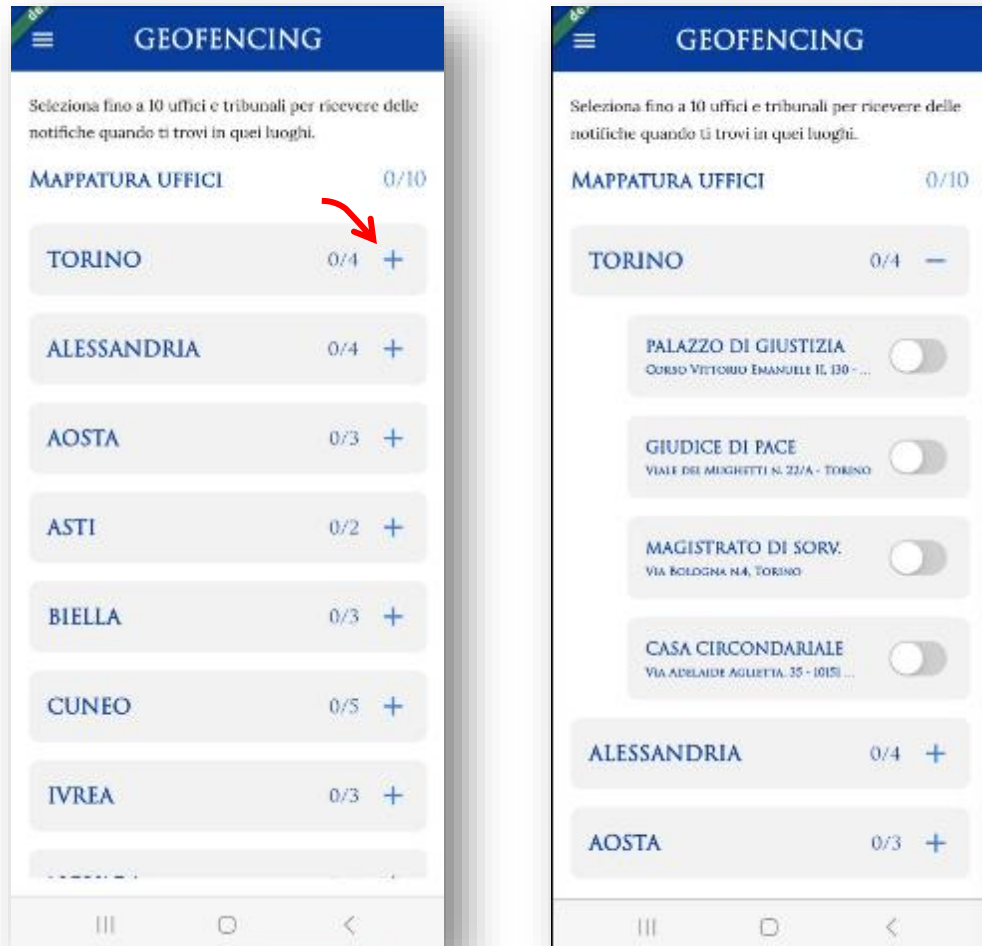 GEOFENCING
Seleziona fino a 10 uffici e tribunali per ricevere delle
notifiche quando ti trovi in quei luoghi.
MAPPATURA UFFICI 0/10
TORINO 0/4 +
ALESSANDRIA 0/4 +
AOSTA 0/3 +
ASTI 0/2 +
BIELLA 0/3 +
CUNEO 0/5 +
IVREA 0/3 +
GEOFENCING
Seleziona fino a 10 uffici e tribunali per ricevere delle
notifiche quando ti trovi in quei luoghi.
MAPPATURA UFFICI 0/10
TORINO 0/4 −
PALAZZO DI GIUSTIZIA
CORSO VITTORIO EMANUELE II, 130 - ...
GIUDICE DI PACE
VIALE DEI MUGHETTI N. 22/A - TORINO
MAGISTRATO DI SORV.
VIA BOLOGNA N.4, TORINO
CASA CIRCONDARIALE
VIA ADELAIDE AGLIETTA, 35 - 10151 ...
ALESSANDRIA 0/4 +
AOSTA 0/3 +